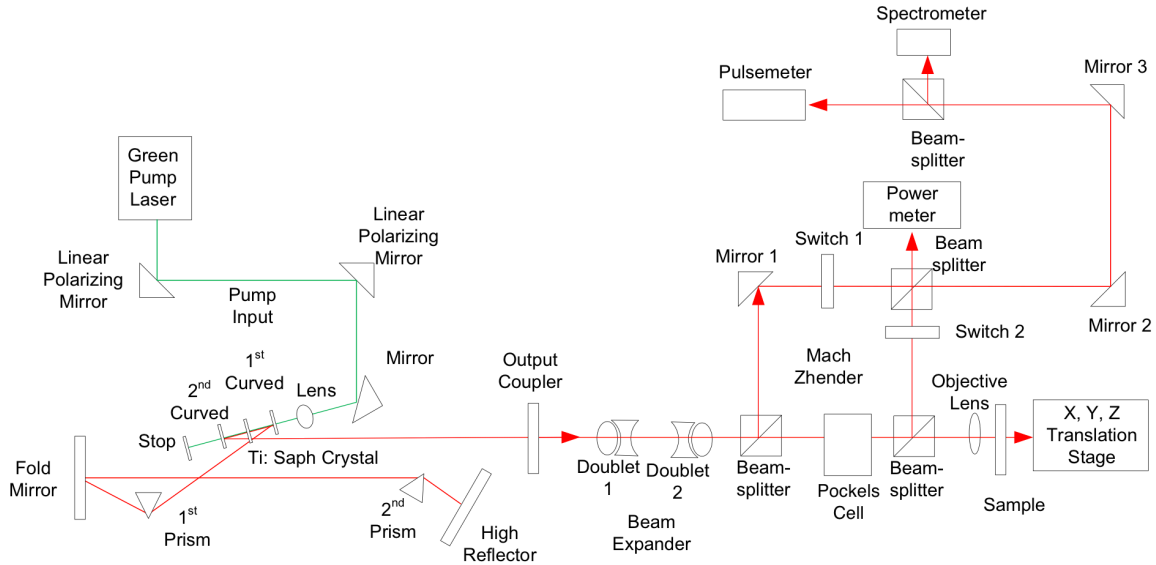 Spectrometer
Pulsemeter
Mirror 3
Beam-
splitter
Green
Pump
Laser
Power
meter
Linear
Polarizing
Mirror
Linear
Polarizing
Mirror
Switch 1
Beam
splitter
Mirror 1
Pump
Input
Mirror 2
Switch 2
1st
Curved
Mirror
Output
Coupler
Mach
Zhender
2nd
Curved
Lens
Objective
Lens
Stop
X, Y, Z
Translation
Stage
Ti: Saph Crystal
Fold
Mirror
Doublet
1
Doublet
2
Beam-
splitter
Pockels
Cell
Beam-
splitter
Sample
1st
Prism
2nd
Prism
High
Reflector
Beam
Expander